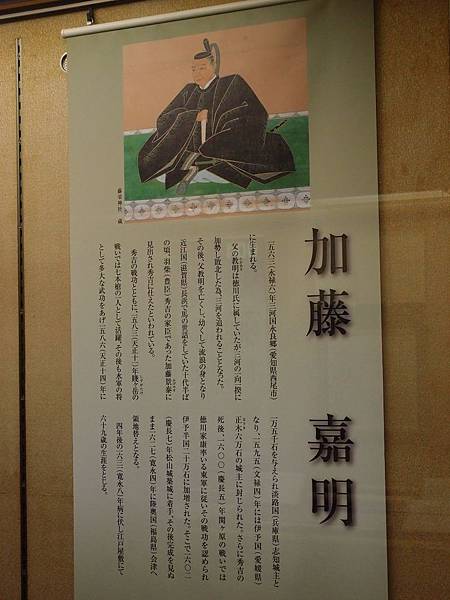 加藤 嘉明
一五六三（永禄六）年三河国永良郷（愛知県西尾市）
に生まれる。
父の教明は徳川氏に属していたが三河の一向一揆に
加勢し敗北した為、三河を追われることとなった。
その後、父教明を亡くし、幼くして流浪の身となり
近江国（滋賀県）長浜で馬の世話をしていた十代半ば
の頃、羽柴（豊臣）秀吉の家臣であった加藤景泰に
見出され秀吉に仕えたといわれている。
秀吉の戦功とともに、一五八三（天正十一）年賤ヶ岳の
戦いでは七本槍の一人として活躍、その後も水軍の将
として多大な武功をあげ一五八六（天正十四）年に
一万五千石を与えられ淡路国（兵庫県）志知城主と
なり、一五九五（文禄四）年には伊予国（愛媛県）
正木六万石の城主に封じられた。さらに秀吉の
死後、一六〇〇（慶長五）年関ヶ原の戦いでは
徳川家康率いる東軍に従いその戦功を認められ
伊予半国二十万石に加増された。そこで一六〇二
（慶長七）年松山城築城に着手。その後完成を見ぬ
まま一六二七（寛永四）年に陸奥国（福島県）会津へ
領地替えとなる。
四年後の一六三一（寛永八）年病に伏し江戸屋敷にて
六十九歳の生涯をとじる。
藤栄神社 蔵